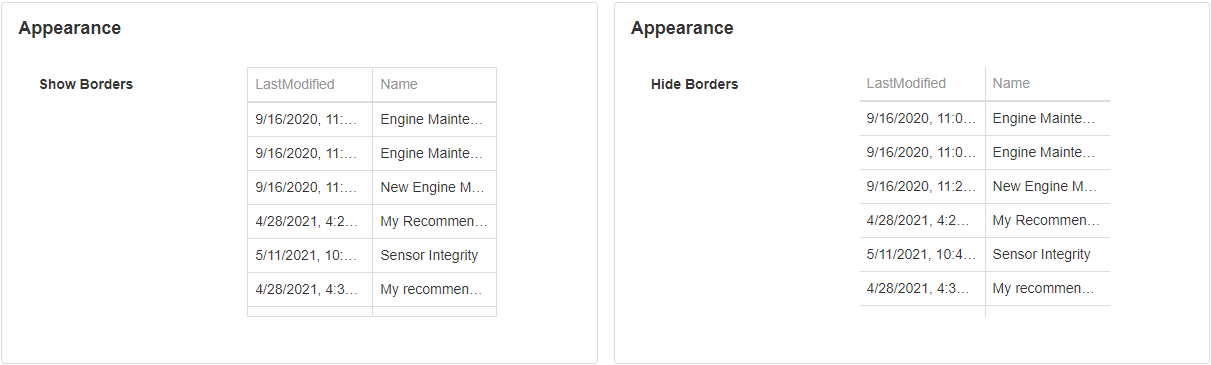 Appearance
Show Borders
LastModified Name
9/16/2020, 11:... Engine Mainte...
9/16/2020, 11:... Engine Mainte...
9/16/2020, 11:... New Engine M...
4/28/2021, 4:2... My Recommen...
5/11/2021, 10:... Sensor Integrity
4/28/2021, 4:3... My recommen...
Appearance
Hide Borders
LastModified Name
9/16/2020, 11:0... Engine Mainte...
9/16/2020, 11:0... Engine Mainte...
9/16/2020, 11:2... New Engine M...
4/28/2021, 4:2... My Recommen...
5/11/2021, 10:4... Sensor Integrity
4/28/2021, 4:3... My recommen...